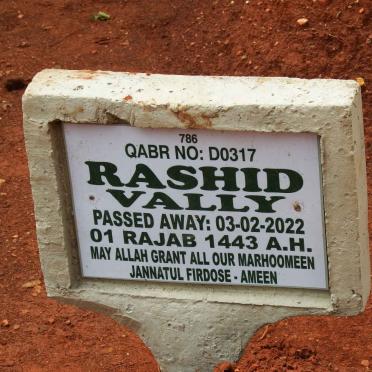 786
QABR NO: D0317
RASHID
VALLY
PASSED AWAY: 03-02-2022
01 RAJAB 1443 A.H.
MAY ALLAH GRANT ALL OUR MARHOOMEEN
JANNATUL FIRDOSE - AMEEN